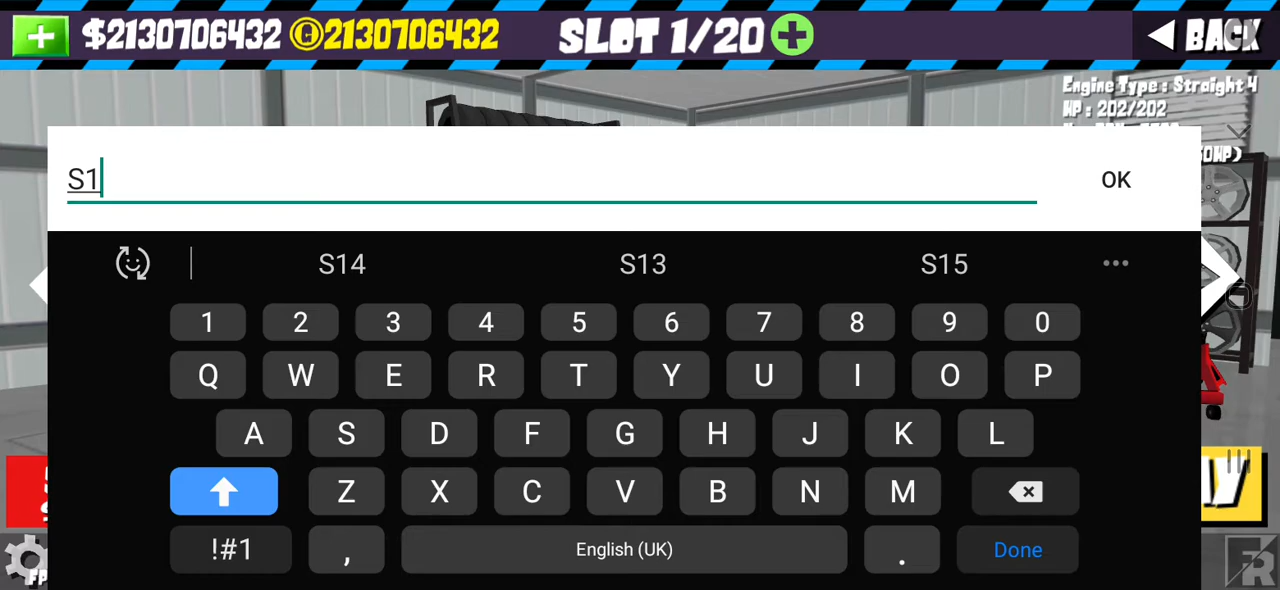 $2130706432 2130706432 SLOT 1/20 BACK
Engine Type : Straight 4
HP : 202/202
S1
OK
S14 S13 S15
1 2 3 4 5 6 7 8 9 0
Q W E R T Y U I O P
A S D F G H J K L
Z X C V B N M
!#1 , English (UK) . Done
FR